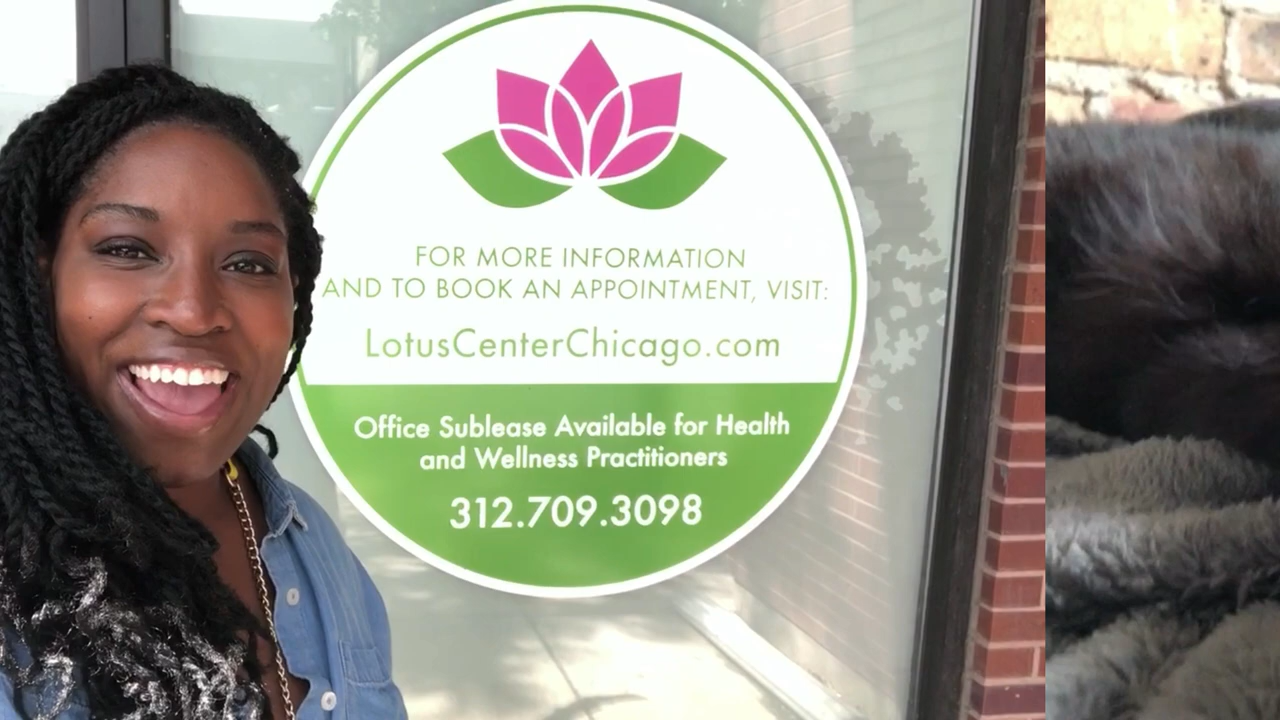 FOR MORE INFORMATION
AND TO BOOK AN APPOINTMENT, VISIT:
LotusCenterChicago.com
Office Sublease Available for Health
and Wellness Practitioners
312.709.3098